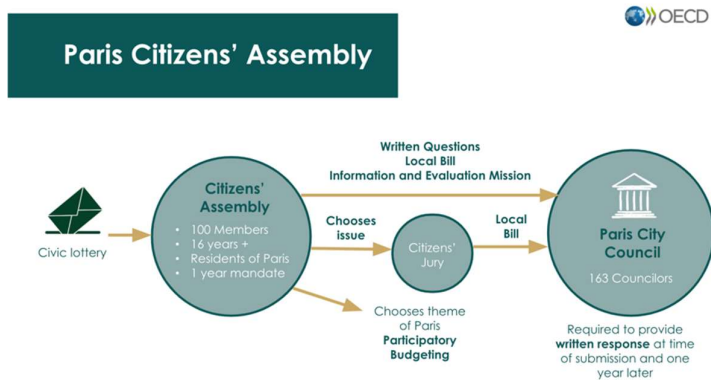 OECD
Paris Citizens' Assembly
Written Questions
Local Bill
Information and Evaluation Mission
Civic lottery
Citizens'
Assembly
• 100 Members
• 16 years +
• Residents of Paris
• 1 year mandate
Chooses
issue
Citizens'
Jury
Local
Bill
Paris City
Council
163 Councilors
Chooses theme
of Paris
Participatory
Budgeting
Required to provide
written response at time
of submission and one
year later